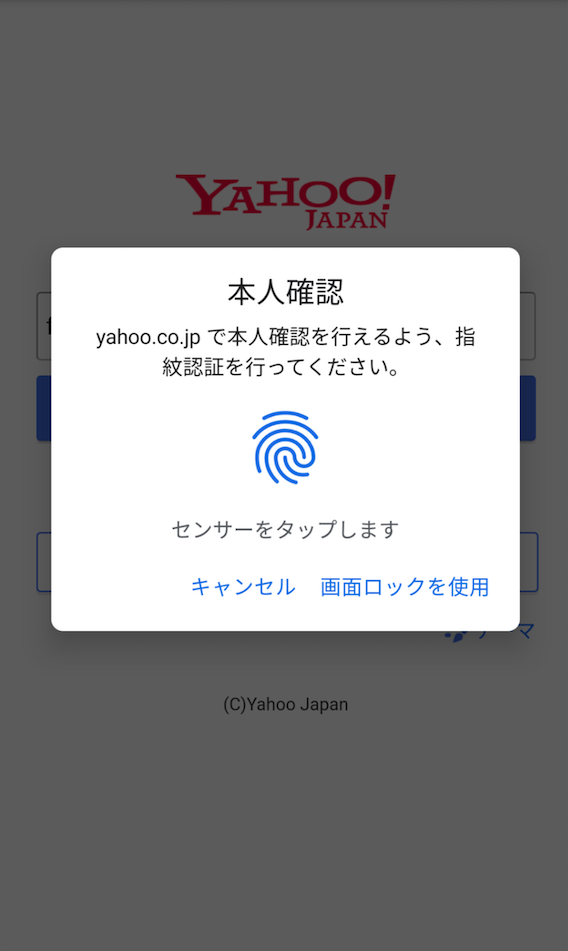 YAHOO!
JAPAN
本人確認
yahoo.co.jp で本人確認を行えるよう、指
紋認証を行ってください。
センサーをタップします
キャンセル 画面ロックを使用
(C)Yahoo Japan